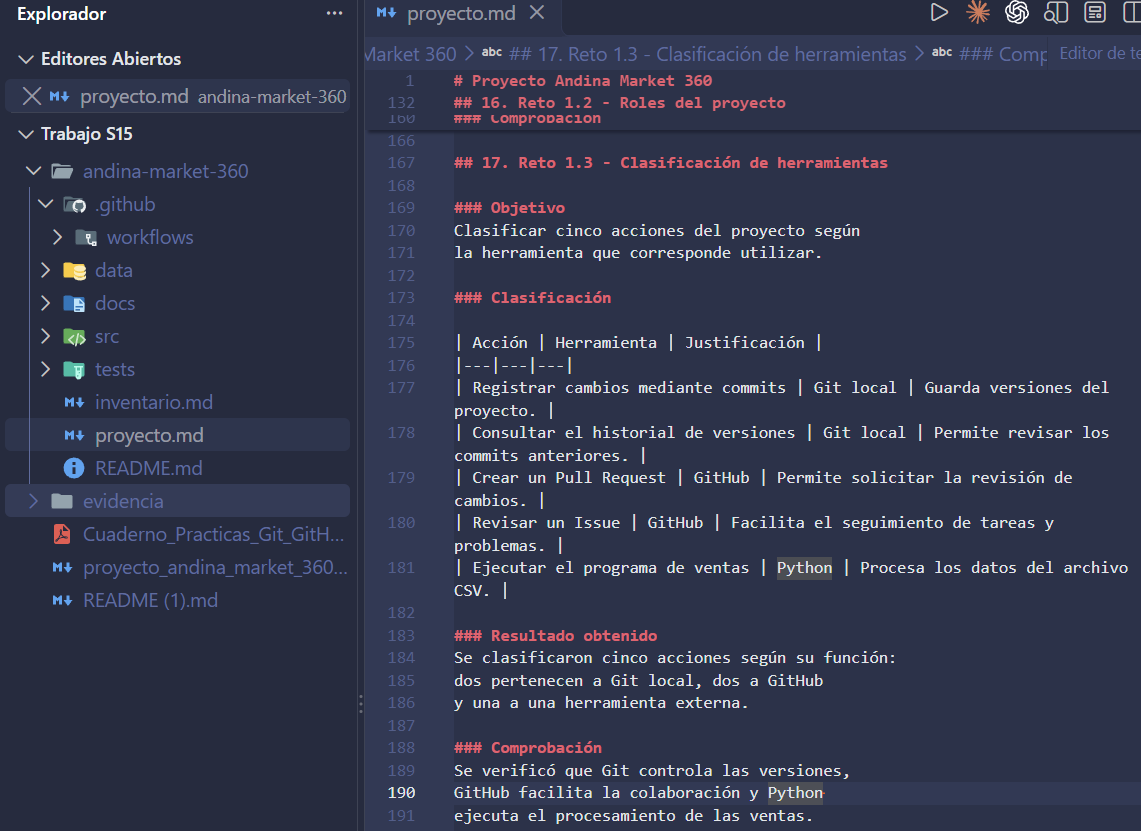 Explorador
Editores Abiertos
proyecto.md andina-market-360
Trabajo S15
andina-market-360
.github
workflows
data
docs
src
tests
inventario.md
proyecto.md
README.md
evidencia
Cuaderno_Practicas_Git_GitH...
proyecto_andina_market_360...
README (1).md
proyecto.md
Market 360 > abc ## 17. Reto 1.3 - Clasificación de herramientas > abc ### Comp
Editor de te
1 # Proyecto Andina Market 360
132 ## 16. Reto 1.2 - Roles del proyecto
160 ### Comprobación
166
167 ## 17. Reto 1.3 - Clasificación de herramientas
168
169 ### Objetivo
170 Clasificar cinco acciones del proyecto según
171 la herramienta que corresponde utilizar.
172
173 ### Clasificación
174
175 | Acción | Herramienta | Justificación |
176 |---|---|---|
177 | Registrar cambios mediante commits | Git local | Guarda versiones del
proyecto. |
178 | Consultar el historial de versiones | Git local | Permite revisar los
commits anteriores. |
179 | Crear un Pull Request | GitHub | Permite solicitar la revisión de
cambios. |
180 | Revisar un Issue | GitHub | Facilita el seguimiento de tareas y
problemas. |
181 | Ejecutar el programa de ventas | Python | Procesa los datos del archivo
CSV. |
182
183 ### Resultado obtenido
184 Se clasificaron cinco acciones según su función:
185 dos pertenecen a Git local, dos a GitHub
186 y una a una herramienta externa.
187
188 ### Comprobación
189 Se verificó que Git controla las versiones,
190 GitHub facilita la colaboración y Python
191 ejecuta el procesamiento de las ventas.